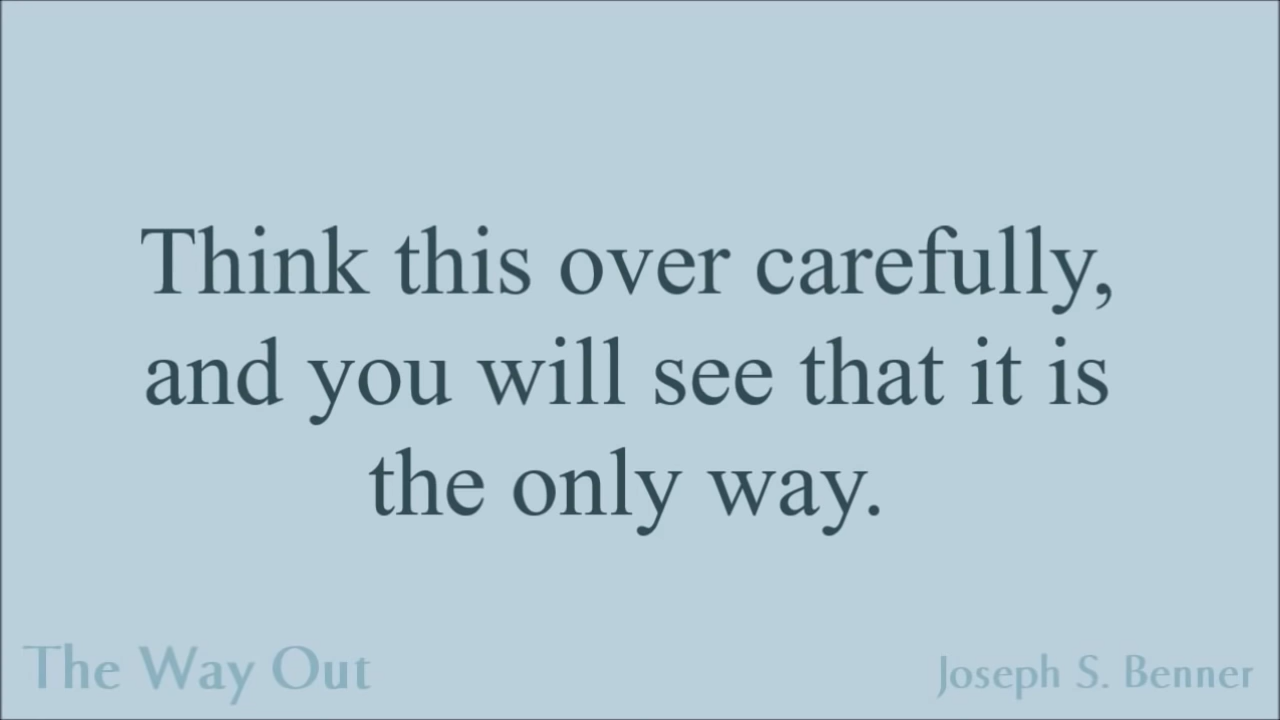 Think this over carefully,
and you will see that it is
the only way.
The Way Out
Joseph S. Benner